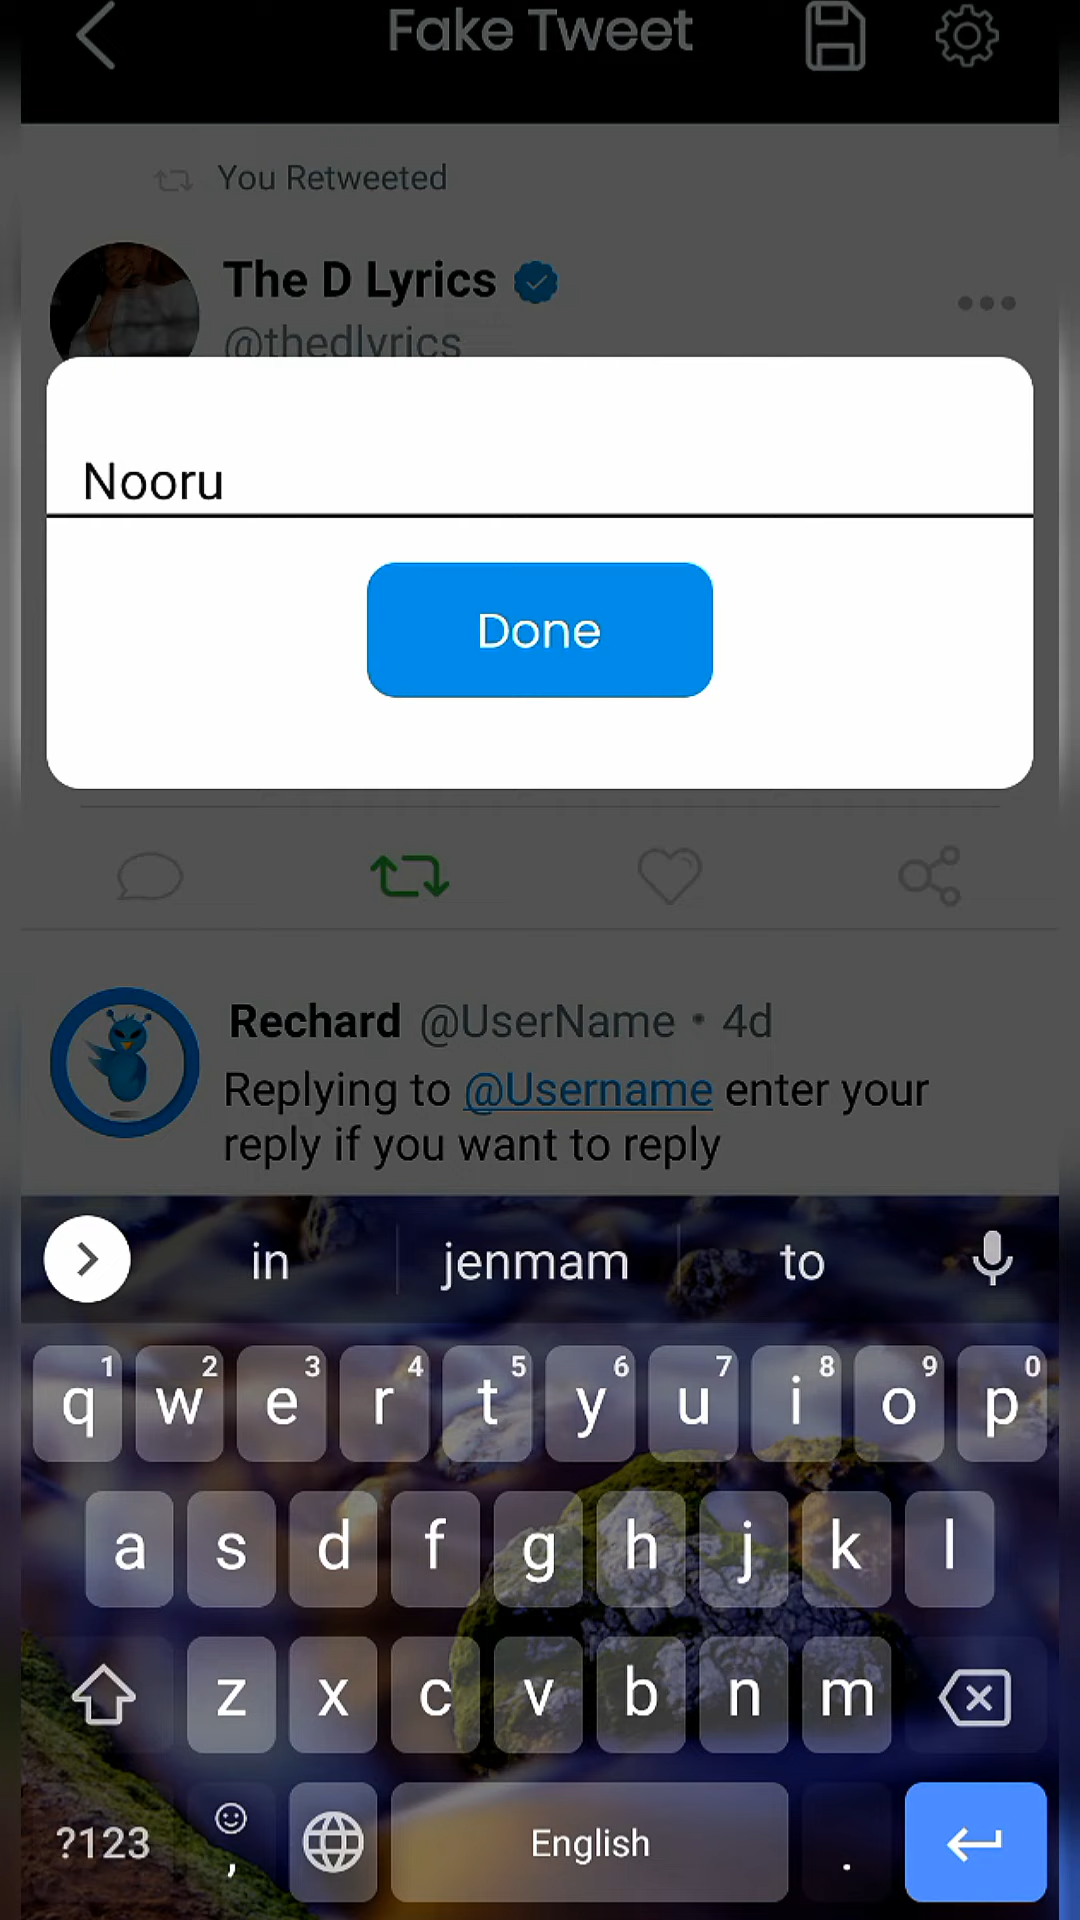 Fake Tweet
You Retweeted
The D Lyrics
@thedlyrics
Nooru
Done
Rechard @UserName • 4d
Replying to @Username enter your
reply if you want to reply
in jenmam to
1 2 3 4 5 6 7 8 9 0
q w e r t y u i o p
a s d f g h j k l
z x c v b n m
?123 , English .